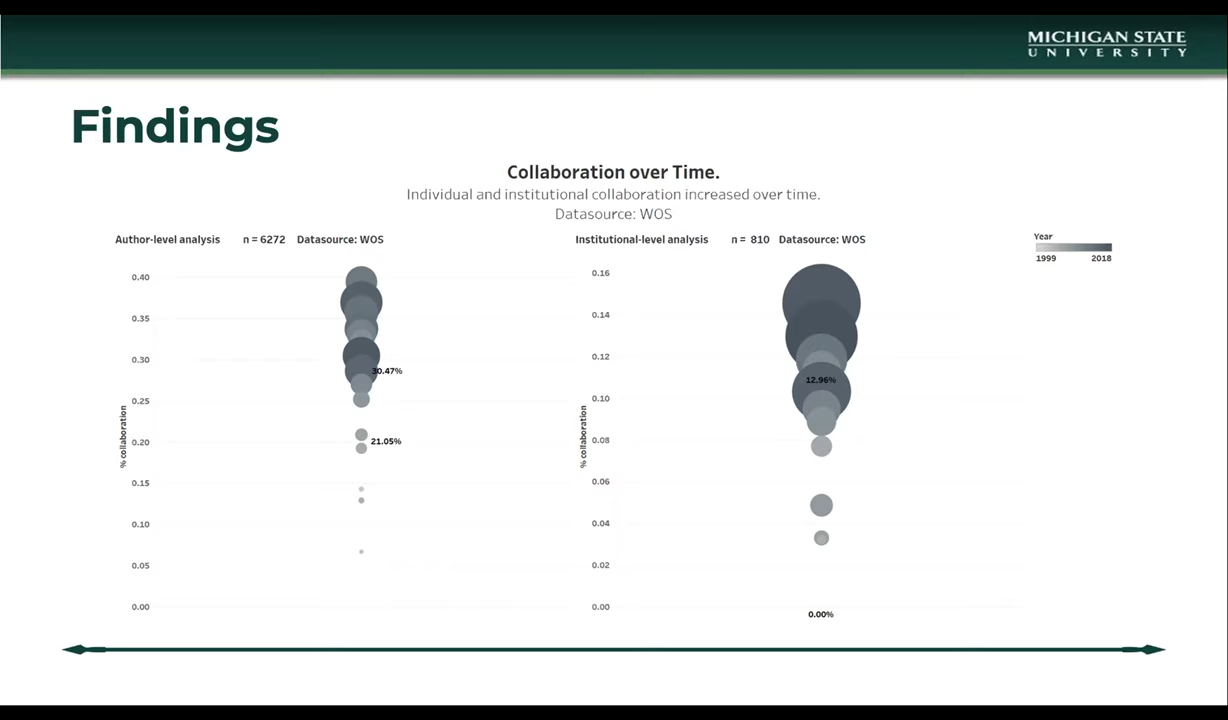 MICHIGAN STATE
UNIVERSITY
Findings
Collaboration over Time.
Individual and institutional collaboration increased over time.
Datasource: WOS
Author-level analysis n = 6272 Datasource: WOS
% collaboration
0.40
0.35
0.30
0.25
0.20
0.15
0.10
0.05
0.00
30.47%
21.05%
Institutional-level analysis n = 810 Datasource: WOS
% collaboration
0.16
0.14
0.12
0.10
0.08
0.06
0.04
0.02
0.00
12.96%
0.00%
Year
1999 2018